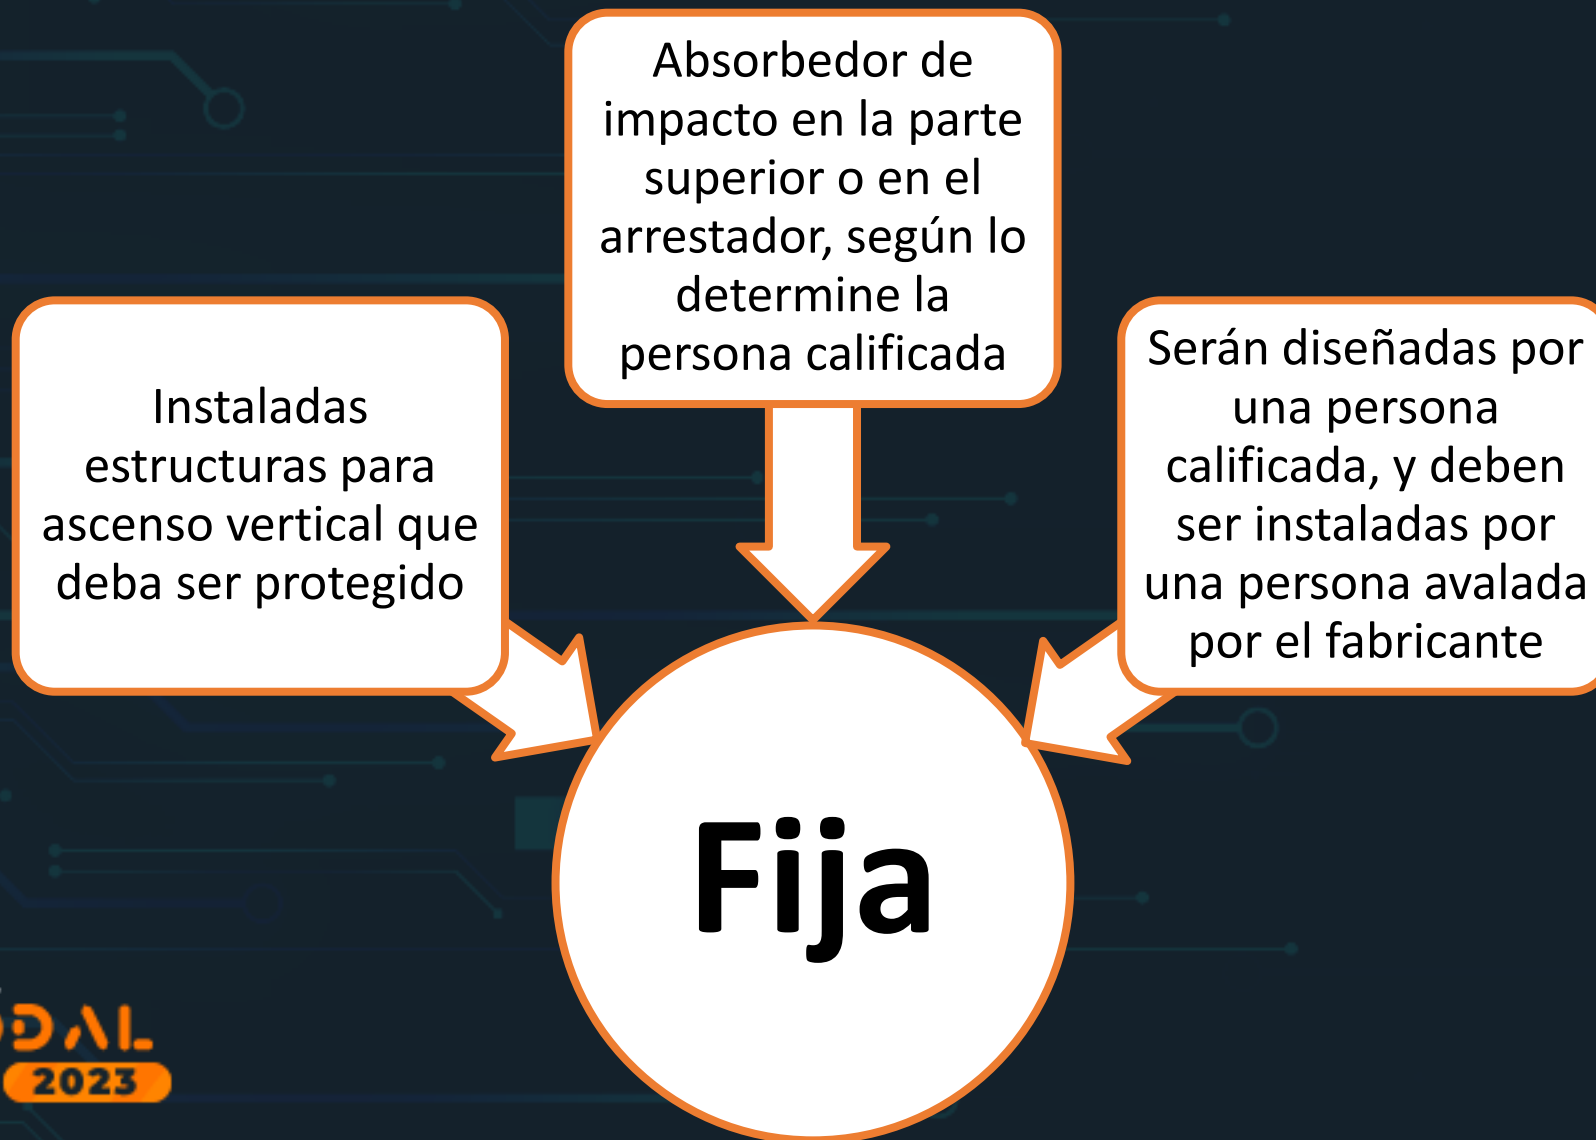 Absorbedor de
impacto en la parte
superior o en el
arrestador, según lo
determine la
persona calificada
Instaladas
estructuras para
ascenso vertical que
deba ser protegido
Serán diseñadas por
una persona
calificada, y deben
ser instaladas por
una persona avalada
por el fabricante
Fija
DAL
2023